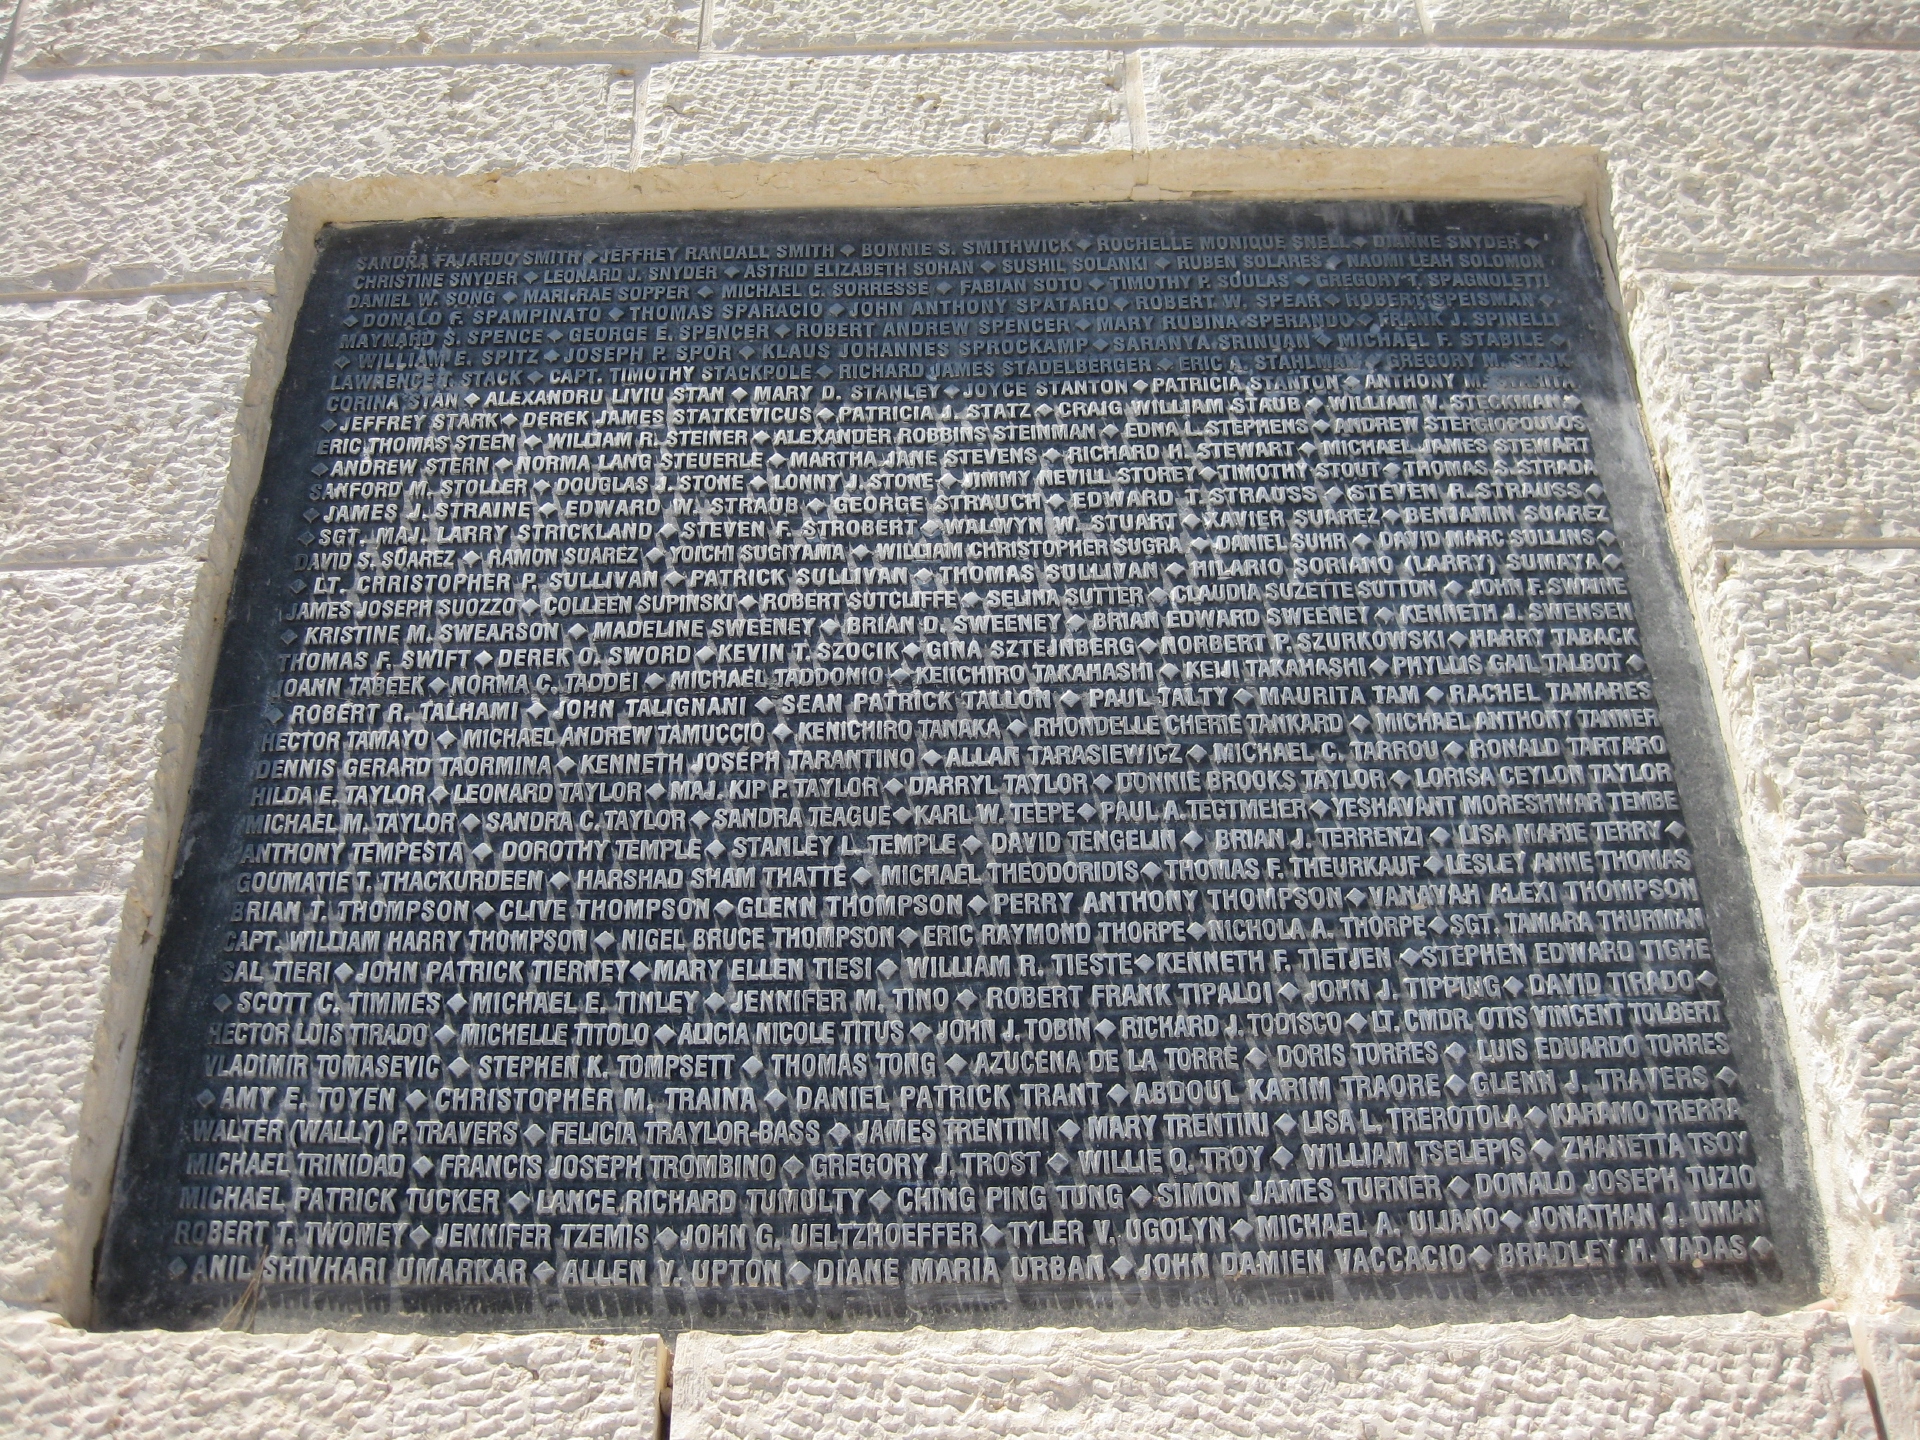 SANDRA FAJARDO SMITH ◆ JEFFREY RANDALL SMITH ◆ BONNIE S. SMITHWICK ◆ ROCHELLE MONIQUE SNELL ◆ DIANNE SNYDER ◆
CHRISTINE SNYDER ◆ LEONARD J. SNYDER ◆ ASTRID ELIZABETH SOHAN ◆ SUSHIL SOLANKI ◆ RUBEN SOLARES ◆ NAOMI LEAH SOLOMON
DANIEL W. SONG ◆ MARI-RAE SOPPER ◆ MICHAEL C. SORRESSE ◆ FABIAN SOTO ◆ TIMOTHY P. SOULAS ◆ GREGORY T. SPAGNOLETTI
◆ DONALD F. SPAMPINATO ◆ THOMAS SPARACIO ◆ JOHN ANTHONY SPATARO ◆ ROBERT W. SPEAR ◆ ROBERT SPEISMAN ◆
MAYNARD S. SPENCE ◆ GEORGE E. SPENCER ◆ ROBERT ANDREW SPENCER ◆ MARY RUBINA SPERANDO ◆ FRANK J. SPINELLI
◆ WILLIAM E. SPITZ ◆ JOSEPH P. SPOR ◆ KLAUS JOHANNES SPROCKAMP ◆ SARANYA SRINUAN ◆ MICHAEL F. STABILE ◆
LAWRENCE T. STACK ◆ CAPT. TIMOTHY STACKPOLE ◆ RICHARD JAMES STADELBERGER ◆ ERIC A. STAHLMAN ◆ GREGORY M. STAJK
CORINA STAN ◆ ALEXANDRU LIVIU STAN ◆ MARY D. STANLEY ◆ JOYCE STANTON ◆ PATRICIA STANTON ◆ ANTHONY M.
◆ JEFFREY STARK ◆ DEREK JAMES STATKEVICUS ◆ PATRICIA J. STATZ ◆ CRAIG WILLIAM STAUB ◆ WILLIAM V. STECKMAN ◆
ERIC THOMAS STEEN ◆ WILLIAM R. STEINER ◆ ALEXANDER ROBBINS STEINMAN ◆ EDNA L. STEPHENS ◆ ANDREW STERGIOPOULOS
◆ ANDREW STERN ◆ NORMA LANG STEUERLE ◆ MARTHA JANE STEVENS ◆ RICHARD H. STEWART ◆ MICHAEL JAMES STEWART
SANFORD M. STOLLER ◆ DOUGLAS J. STONE ◆ LONNY J. STONE ◆ JIMMY NEVILL STOREY ◆ TIMOTHY STOUT ◆ THOMAS S. STRADA
◆ JAMES J. STRAINE ◆ EDWARD W. STRAUB ◆ GEORGE STRAUCH ◆ EDWARD T. STRAUSS ◆ STEVEN R. STRAUSS ◆
◆ SGT. MAJ. LARRY STRICKLAND ◆ STEVEN F. STROBERT ◆ WALWYN W. STUART ◆ XAVIER SUAREZ ◆ BENJAMIN SUAREZ
DAVID S. SUAREZ ◆ RAMON SUAREZ ◆ YOICHI SUGIYAMA ◆ WILLIAM CHRISTOPHER SUGRA ◆ DANIEL SUHR ◆ DAVID MARC SULLINS ◆
◆ LT. CHRISTOPHER P. SULLIVAN ◆ PATRICK SULLIVAN ◆ THOMAS SULLIVAN ◆ HILARIO SORIANO (LARRY) SUMAYA ◆
JAMES JOSEPH SUOZZO ◆ COLLEEN SUPINSKI ◆ ROBERT SUTCLIFFE ◆ SELINA SUTTER ◆ CLAUDIA SUZETTE SUTTON ◆ JOHN F. SWAINE
◆ KRISTINE M. SWEARSON ◆ MADELINE SWEENEY ◆ BRIAN D. SWEENEY ◆ BRIAN EDWARD SWEENEY ◆ KENNETH J. SWENSEN
THOMAS F. SWIFT ◆ DEREK O. SWORD ◆ KEVIN T. SZOCIK ◆ GINA SZTEJNBERG ◆ NORBERT P. SZURKOWSKI ◆ HARRY TABACK
JOANN TABEEK ◆ NORMA C. TADDEI ◆ MICHAEL TADDONIO ◆ KEIICHIRO TAKAHASHI ◆ KEIJI TAKAHASHI ◆ PHYLLIS GAIL TALBOT ◆
◆ ROBERT R. TALHAMI ◆ JOHN TALIGNANI ◆ SEAN PATRICK TALLON ◆ PAUL TALTY ◆ MAURITA TAM ◆ RACHEL TAMARES
HECTOR TAMAYO ◆ MICHAEL ANDREW TAMUCCIO ◆ KENICHIRO TANAKA ◆ RHONDELLE CHERIE TANKARD ◆ MICHAEL ANTHONY TANNER
DENNIS GERARD TAORMINA ◆ KENNETH JOSEPH TARANTINO ◆ ALLAN TARASIEWICZ ◆ MICHAEL C. TARROU ◆ RONALD TARTARO
HILDA E. TAYLOR ◆ LEONARD TAYLOR ◆ MAJ. KIP P. TAYLOR ◆ DARRYL TAYLOR ◆ DONNIE BROOKS TAYLOR ◆ LORISA CEYLON TAYLOR
MICHAEL M. TAYLOR ◆ SANDRA C. TAYLOR ◆ SANDRA TEAGUE ◆ KARL W. TEEPE ◆ PAUL A. TEGTMEIER ◆ YESHAVANT MORESHWAR TEMBE
ANTHONY TEMPESTA ◆ DOROTHY TEMPLE ◆ STANLEY L. TEMPLE ◆ DAVID TENGELIN ◆ BRIAN J. TERRENZI ◆ LISA MARIE TERRY ◆
GOUMATIE T. THACKURDEEN ◆ HARSHAD SHAM THATTE ◆ MICHAEL THEODORIDIS ◆ THOMAS F. THEURKAUF ◆ LESLEY ANNE THOMAS
BRIAN T. THOMPSON ◆ CLIVE THOMPSON ◆ GLENN THOMPSON ◆ PERRY ANTHONY THOMPSON ◆ VANAVAH ALEXI THOMPSON
CAPT. WILLIAM HARRY THOMPSON ◆ NIGEL BRUCE THOMPSON ◆ ERIC RAYMOND THORPE ◆ NICHOLA A. THORPE ◆ SGT. TAMARA THURMAN
SAL TIERI ◆ JOHN PATRICK TIERNEY ◆ MARY ELLEN TIESI ◆ WILLIAM R. TIESTE ◆ KENNETH F. TIETJEN ◆ STEPHEN EDWARD TIGHE
◆ SCOTT C. TIMMES ◆ MICHAEL E. TINLEY ◆ JENNIFER M. TINO ◆ ROBERT FRANK TIPALDI ◆ JOHN J. TIPPING ◆ DAVID TIRADO ◆
HECTOR LUIS TIRADO ◆ MICHELLE TITOLO ◆ ALICIA NICOLE TITUS ◆ JOHN J. TOBIN ◆ RICHARD J. TODISCO ◆ LT. CMDR. OTIS VINCENT TOLBERT
VLADIMIR TOMASEVIC ◆ STEPHEN K. TOMPSETT ◆ THOMAS TONG ◆ AZUCENA DE LA TORRE ◆ DORIS TORRES ◆ LUIS EDUARDO TORRES
◆ AMY E. TOYEN ◆ CHRISTOPHER M. TRAINA ◆ DANIEL PATRICK TRANT ◆ ABDOUL KARIM TRAORE ◆ GLENN J. TRAVERS ◆
WALTER (WALLY) P. TRAVERS ◆ FELICIA TRAYLOR-BASS ◆ JAMES TRENTINI ◆ MARY TRENTINI ◆ LISA L. TREROTOLA ◆ KARAMO TRERRA
MICHAEL TRINIDAD ◆ FRANCIS JOSEPH TROMBINO ◆ GREGORY J. TROST ◆ WILLIE Q. TROY ◆ WILLIAM TSELEPIS ◆ ZHANETTA TSOY
MICHAEL PATRICK TUCKER ◆ LANCE RICHARD TUMULTY ◆ CHING PING TUNG ◆ SIMON JAMES TURNER ◆ DONALD JOSEPH TUZIO
ROBERT T. TWOMEY ◆ JENNIFER TZEMIS ◆ JOHN G. UELTZHOEFFER ◆ TYLER V. UGOLYN ◆ MICHAEL A. ULIANO ◆ JONATHAN J. UMAN
◆ ANIL SHIVHARI UMARKAR ◆ ALLEN V. UPTON ◆ DIANE MARIA URBAN ◆ JOHN DAMIEN VACCACIO ◆ BRADLEY H. VADAS ◆